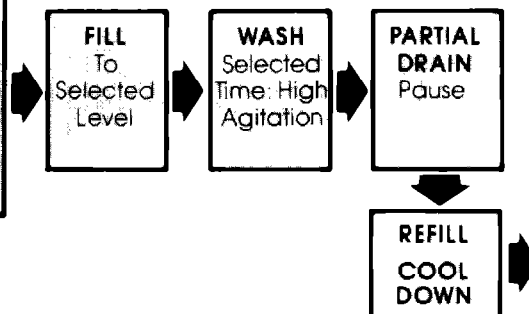 FILL
To
Selected
Level
WASH
Selected
Time: High
Agitation
PARTIAL
DRAIN
Pause
REFILL
COOL
DOWN